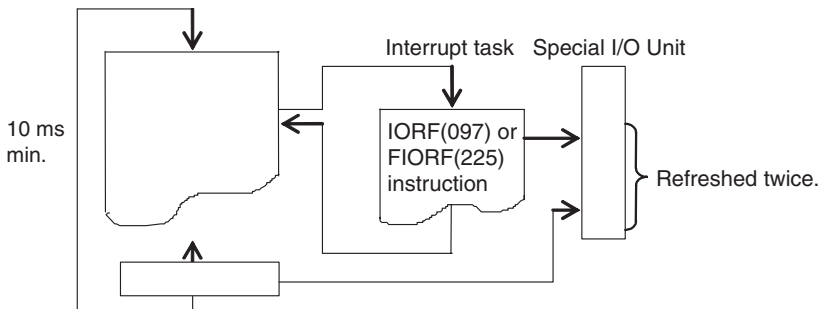 Interrupt task
Special I/O Unit
10 ms
min.
IORF(097) or
FIORF(225)
instruction
Refreshed twice.